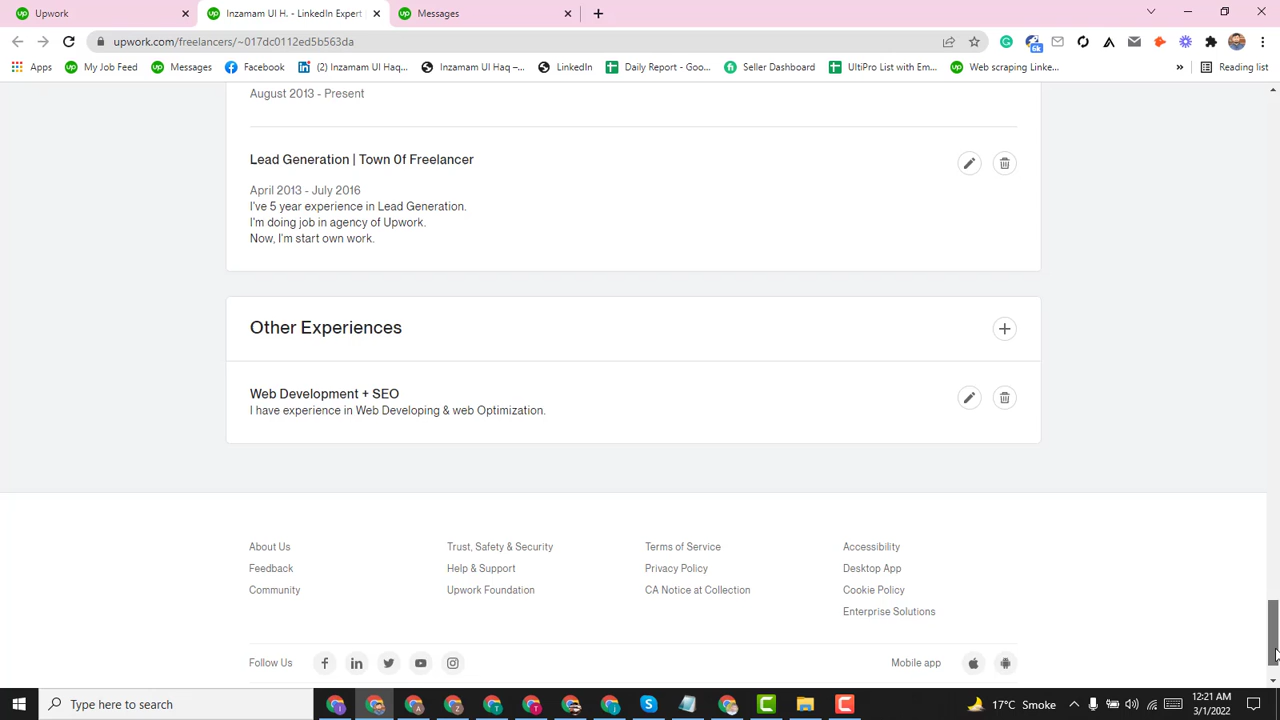 Upwork
Inzamam Ul H. - LinkedIn Expert
Messages
upwork.com/freelancers/~017dc0112ed5b563da
6k
Apps
My Job Feed
Messages
Facebook
(2) Inzamam Ul Haq...
Inzamam Ul Haq –...
LinkedIn
Daily Report - Goo...
Seller Dashboard
UltiPro List with Em...
Web scraping Linke...
»
Reading list
August 2013 - Present
Lead Generation | Town Of Freelancer
April 2013 - July 2016
I've 5 year experience in Lead Generation.
I'm doing job in agency of Upwork.
Now, I'm start own work.
Other Experiences
Web Development + SEO
I have experience in Web Developing & web Optimization.
About Us
Trust, Safety & Security
Terms of Service
Accessibility
Feedback
Help & Support
Privacy Policy
Desktop App
Community
Upwork Foundation
CA Notice at Collection
Cookie Policy
Enterprise Solutions
Follow Us
Mobile app
Type here to search
17°C Smoke
12:21 AM
3/1/2022